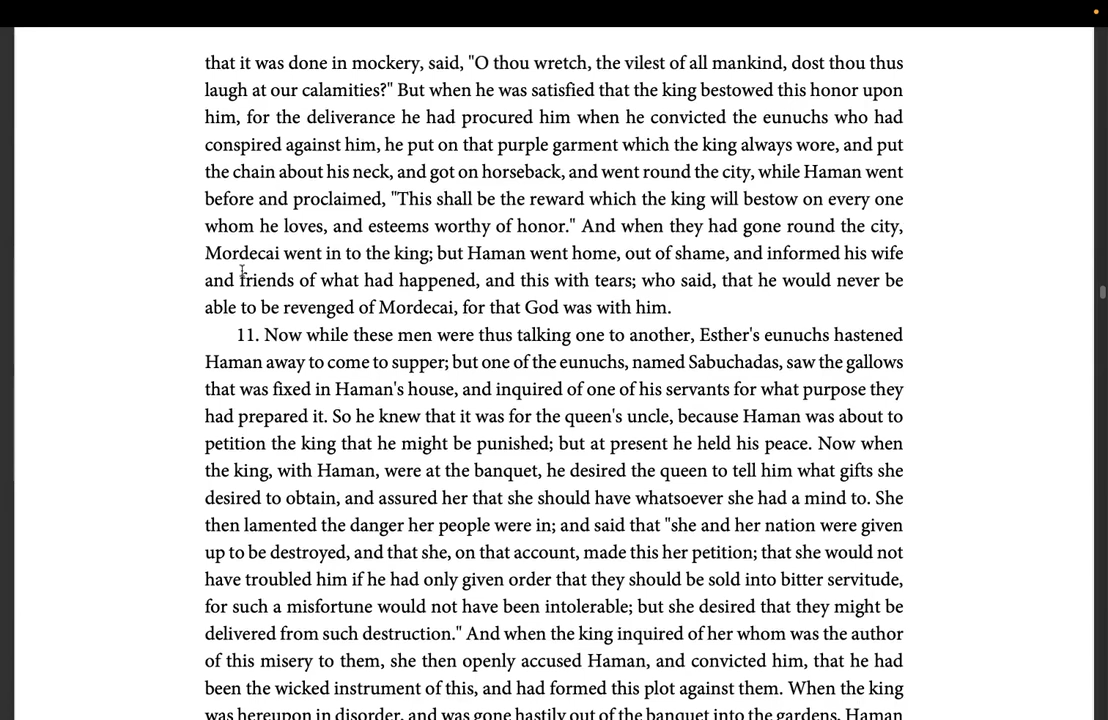 that it was done in mockery, said, "O thou wretch, the vilest of all mankind, dost thou thus
laugh at our calamities?" But when he was satisfied that the king bestowed this honor upon
him, for the deliverance he had procured him when he convicted the eunuchs who had
conspired against him, he put on that purple garment which the king always wore, and put
the chain about his neck, and got on horseback, and went round the city, while Haman went
before and proclaimed, "This shall be the reward which the king will bestow on every one
whom he loves, and esteems worthy of honor." And when they had gone round the city,
Mordecai went in to the king; but Haman went home, out of shame, and informed his wife
and friends of what had happened, and this with tears; who said, that he would never be
able to be revenged of Mordecai, for that God was with him.
11. Now while these men were thus talking one to another, Esther's eunuchs hastened
Haman away to come to supper; but one of the eunuchs, named Sabuchadas, saw the gallows
that was fixed in Haman's house, and inquired of one of his servants for what purpose they
had prepared it. So he knew that it was for the queen's uncle, because Haman was about to
petition the king that he might be punished; but at present he held his peace. Now when
the king, with Haman, were at the banquet, he desired the queen to tell him what gifts she
desired to obtain, and assured her that she should have whatsoever she had a mind to. She
then lamented the danger her people were in; and said that "she and her nation were given
up to be destroyed, and that she, on that account, made this her petition; that she would not
have troubled him if he had only given order that they should be sold into bitter servitude,
for such a misfortune would not have been intolerable; but she desired that they might be
delivered from such destruction." And when the king inquired of her whom was the author
of this misery to them, she then openly accused Haman, and convicted him, that he had
been the wicked instrument of this, and had formed this plot against them. When the king
was hereupon in disorder, and was gone hastily out of the banquet into the gardens, Haman